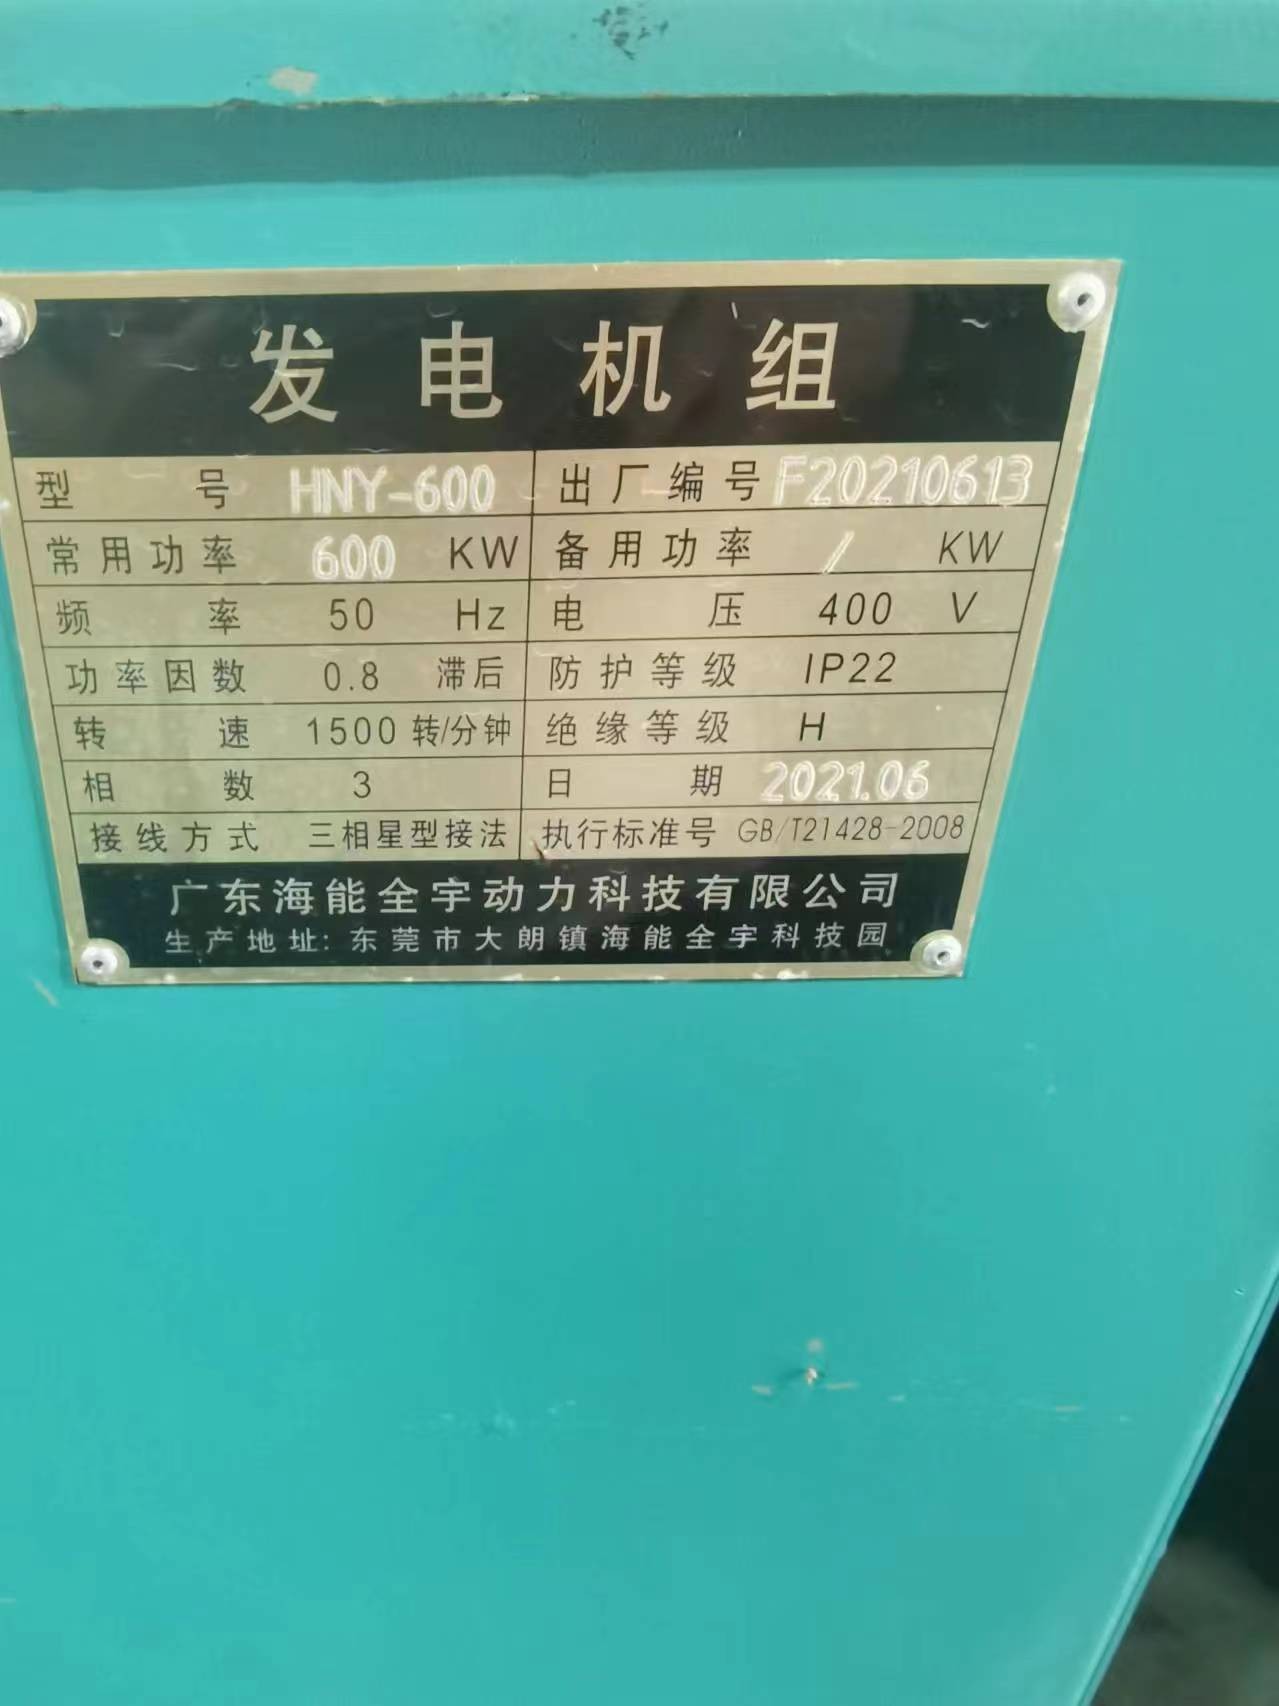 发电机组
型号 HNY-600 出厂编号 F20210613
常用功率 600 KW 备用功率 / KW
频率 50 Hz 电压 400 V
功率因数 0.8 滞后 防护等级 IP22
转速 1500 转/分钟 绝缘等级 H
相数 3 日期 2021.06
接线方式 三相星型接法 执行标准号 GB/T21428-2008
广东海能全宇动力科技有限公司
生产地址: 东莞市大朗镇海能全宇科技园